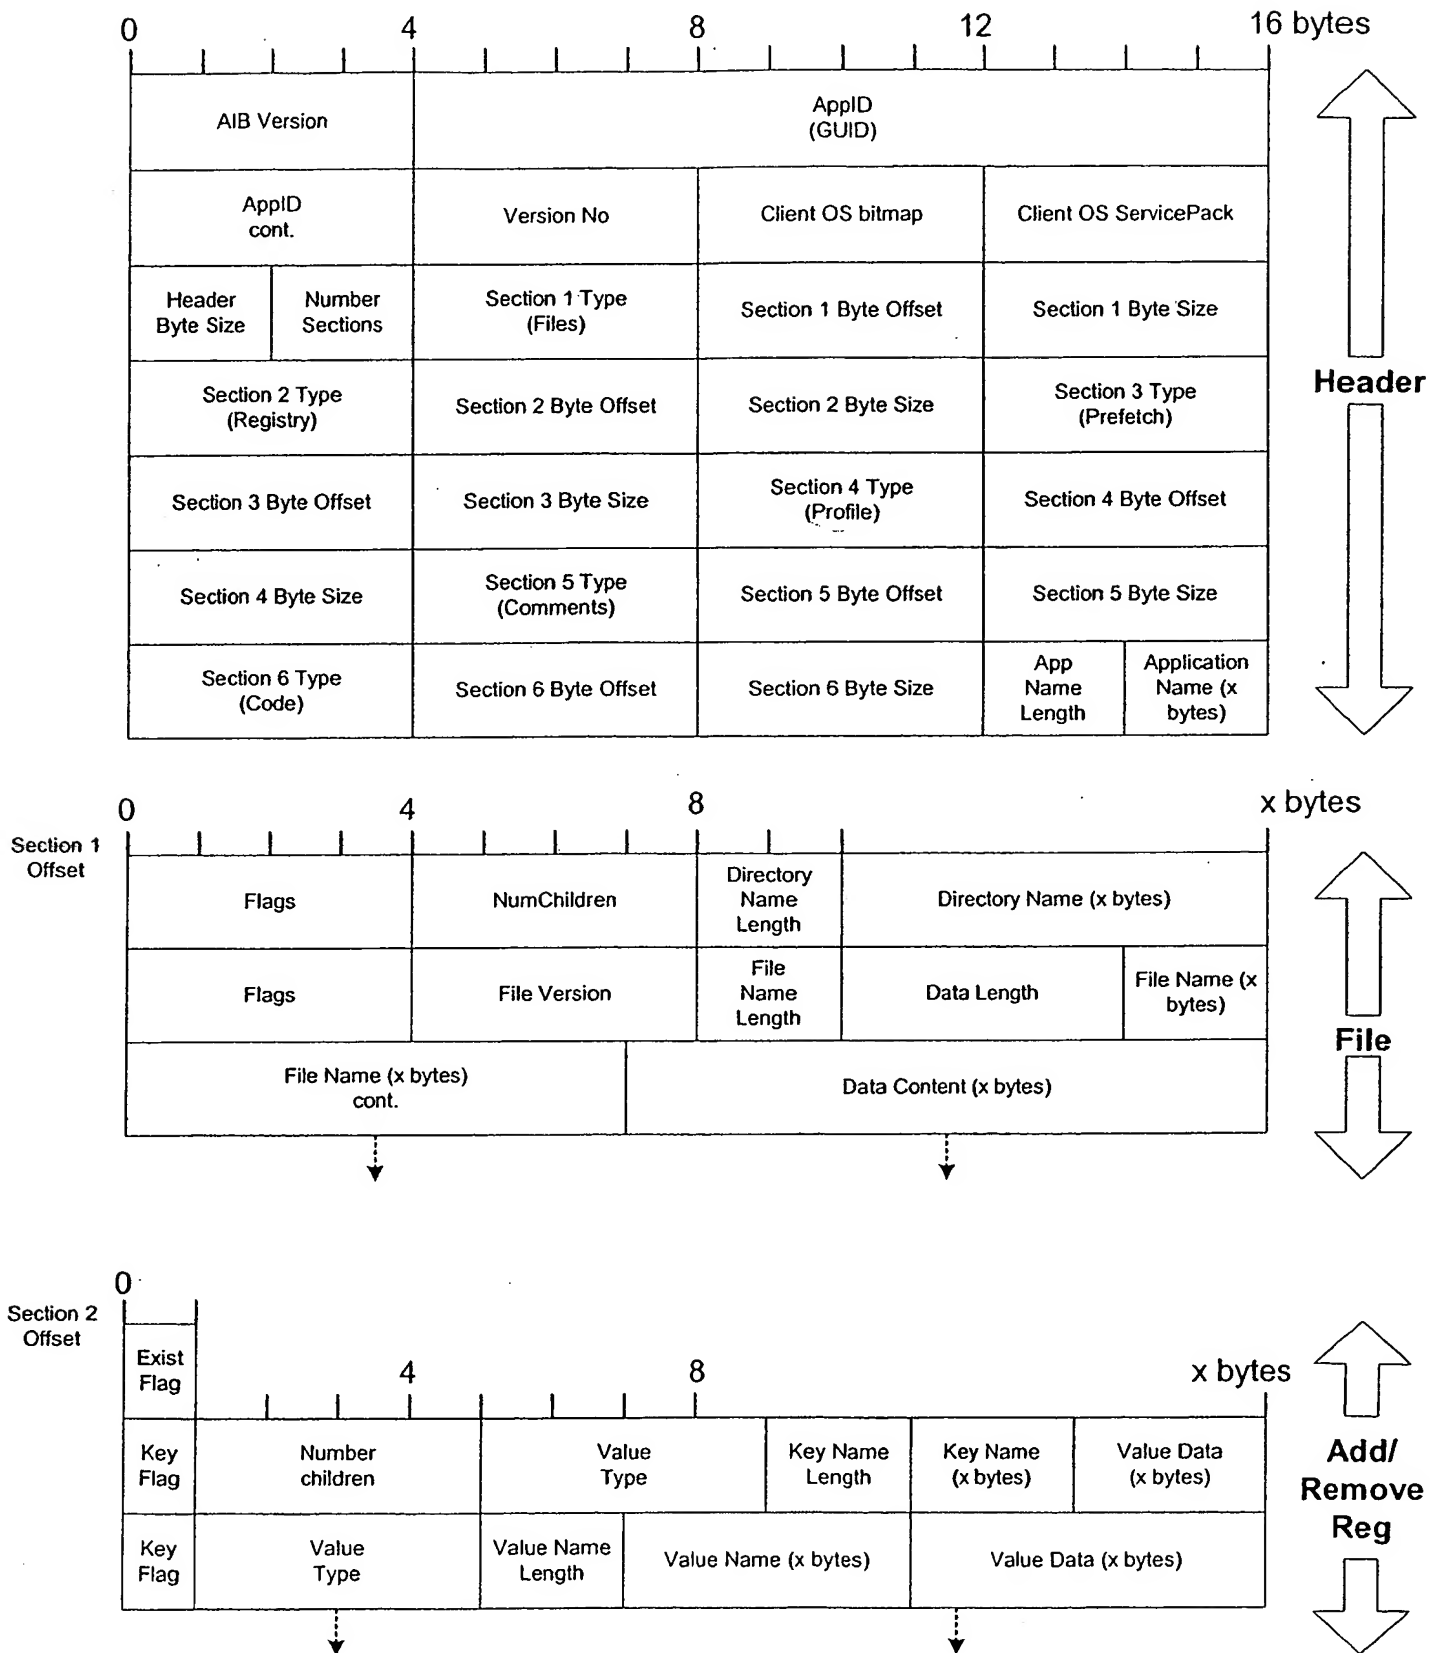 0 4 8 12 16 bytes
AIB Version
AppID
(GUID)
AppID
cont.
Version No
Client OS bitmap
Client OS ServicePack
Header
Byte Size
Number
Sections
Section 1 Type
(Files)
Section 1 Byte Offset
Section 1 Byte Size
Section 2 Type
(Registry)
Section 2 Byte Offset
Section 2 Byte Size
Section 3 Type
(Prefetch)
Header
Section 3 Byte Offset
Section 3 Byte Size
Section 4 Type
(Profile)
Section 4 Byte Offset
Section 4 Byte Size
Section 5 Type
(Comments)
Section 5 Byte Offset
Section 5 Byte Size
Section 6 Type
(Code)
Section 6 Byte Offset
Section 6 Byte Size
App
Name
Length
Application
Name (x
bytes)
0 4 8 x bytes
Section 1
Offset
Flags
NumChildren
Directory
Name
Length
Directory Name (x bytes)
Flags
File Version
File
Name
Length
Data Length
File Name (x
bytes)
File
File Name (x bytes)
cont.
Data Content (x bytes)
0
Section 2
Offset
Exist
Flag
4 8 x bytes
Key
Flag
Number
children
Value
Type
Key Name
Length
Key Name
(x bytes)
Value Data
(x bytes)
Add/
Remove
Reg
Key
Flag
Value
Type
Value Name
Length
Value Name (x bytes)
Value Data (x bytes)